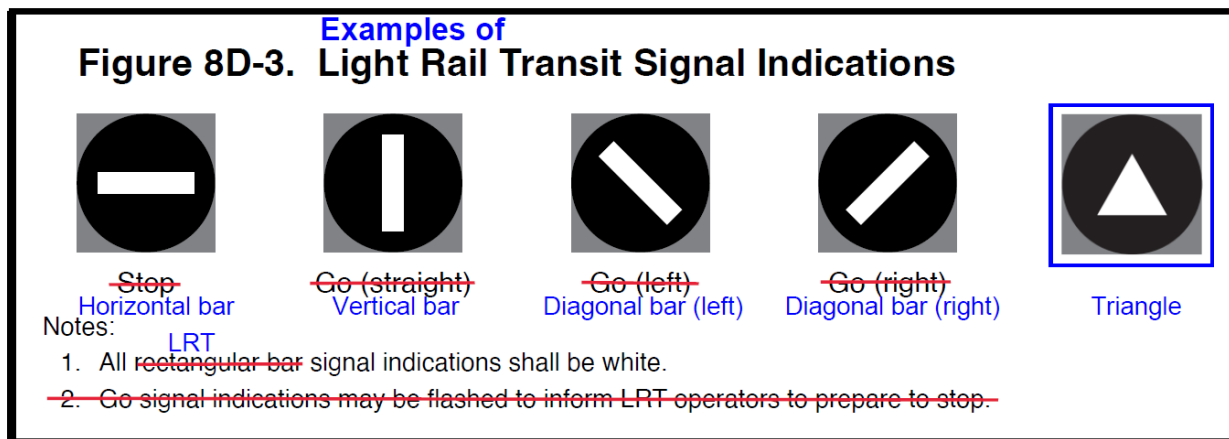 Examples of
Figure 8D-3. Light Rail Transit Signal Indications
Stop Go (straight) Go (left) Go (right)
Horizontal bar Vertical bar Diagonal bar (left) Diagonal bar (right) Triangle
Notes:
LRT
1. All rectangular bar signal indications shall be white.
2. Go signal indications may be flashed to inform LRT operators to prepare to stop.